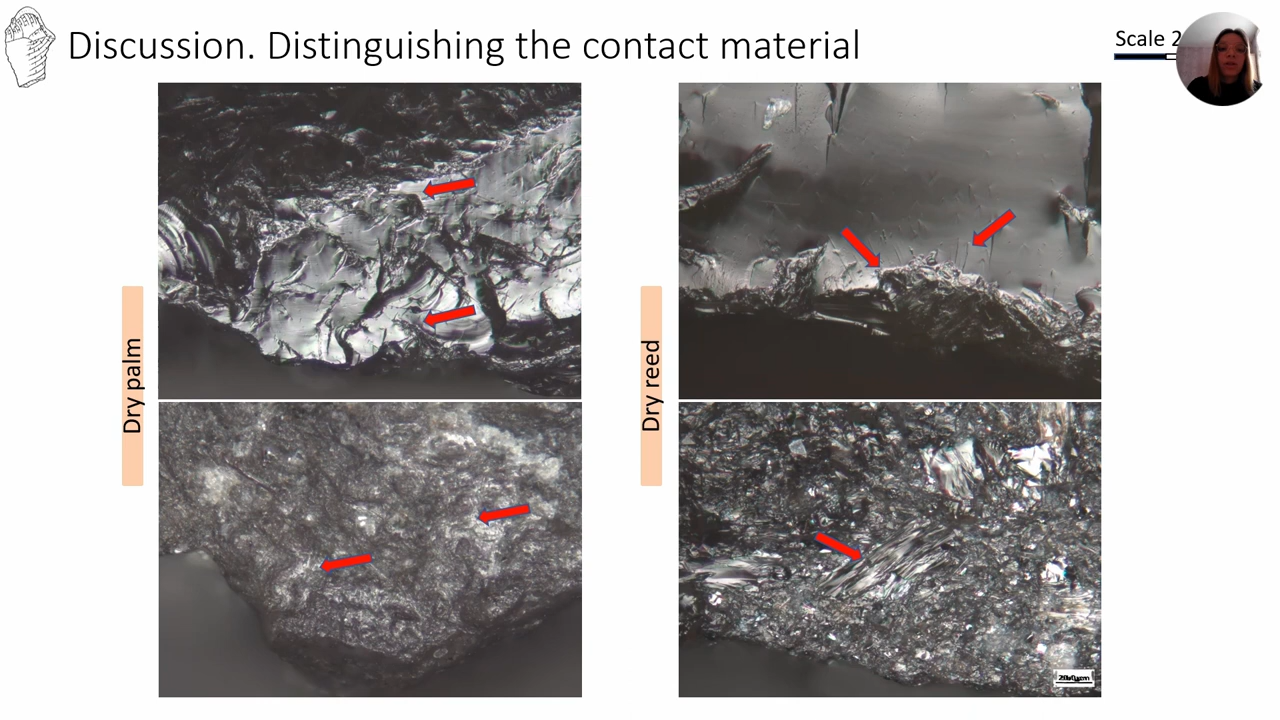 Discussion. Distinguishing the contact material
Scale 2
Dry palm
Dry reed